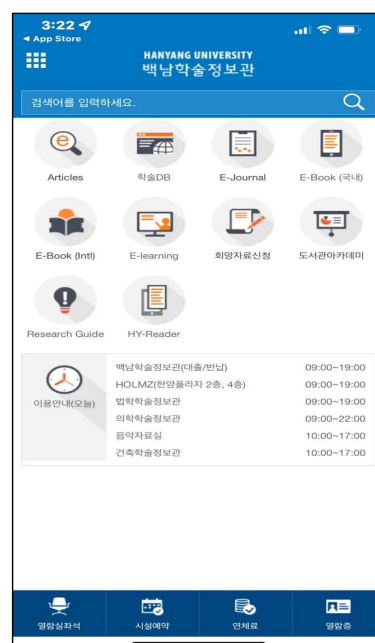 3:22
◀ App Store
HANYANG UNIVERSITY
백남학술정보관
검색어를 입력하세요.
Articles
학술DB
E-Journal
E-Book (국내)
E-Book (Intl)
E-learning
희망자료신청
도서관아카데미
Research Guide
HY-Reader
이용안내(오늘)
백남학술정보관(대출/반납) 09:00~19:00
HOLMZ(한양플라자 2층, 4층) 09:00~19:00
법학학술정보관 09:00~19:00
의학학술정보관 09:00~22:00
음악자료실 10:00~17:00
건축학술정보관 10:00~17:00
열람실좌석
시설예약
연체료
열람증